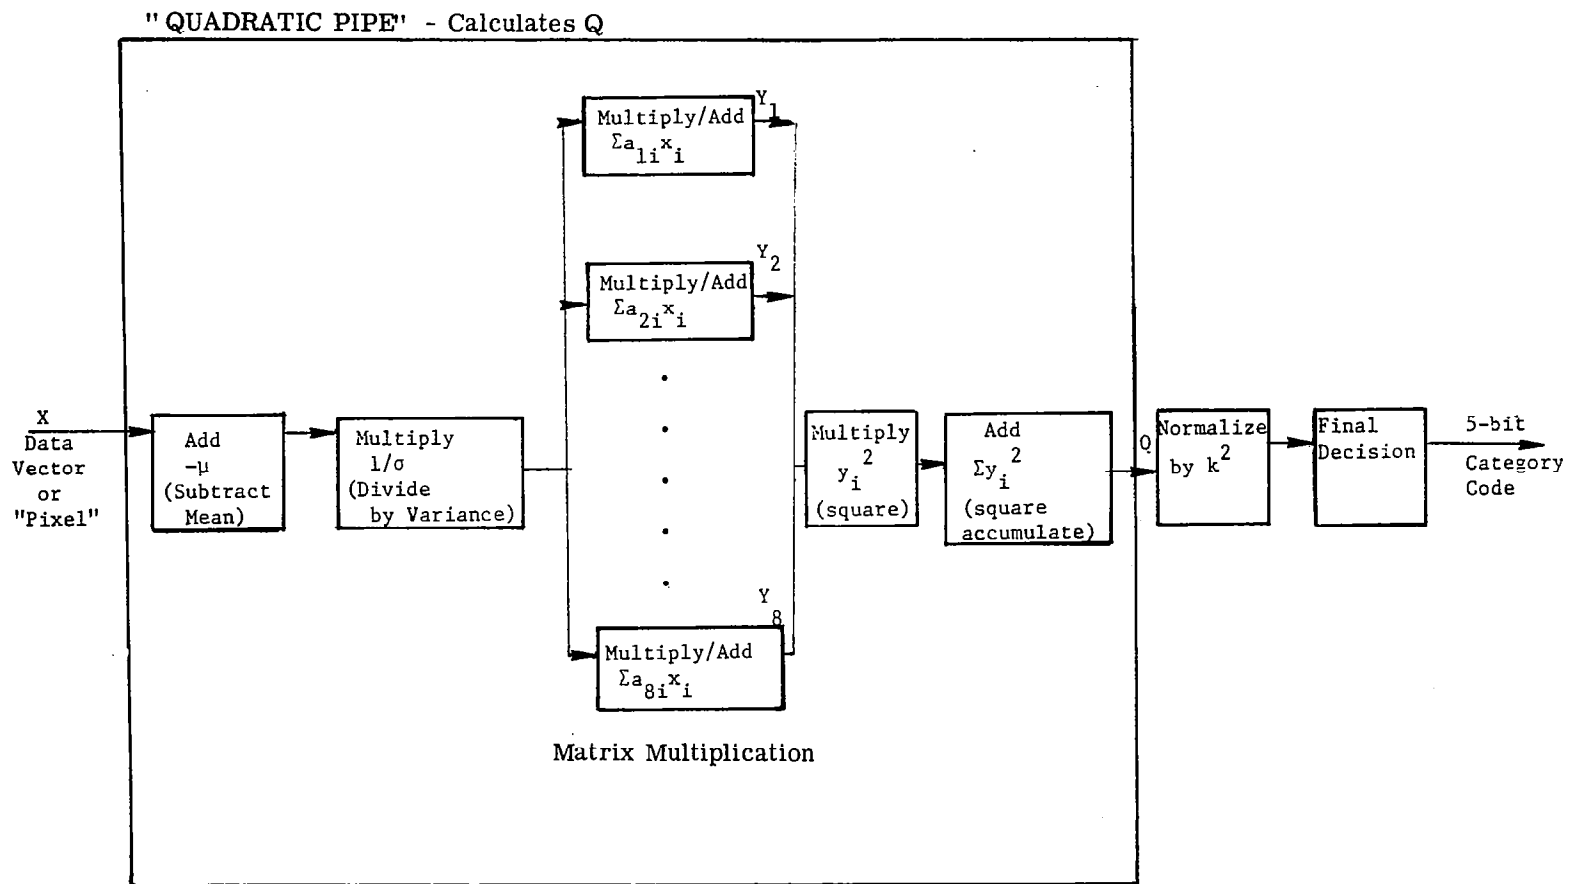 "QUADRATIC PIPE" - Calculates Q
X
Data
Vector
or
"Pixel"
Add
-μ
(Subtract
Mean)
Multiply
1/σ
(Divide
by Variance)
Multiply/Add
Σa₁ᵢxᵢ
Y₁
Multiply/Add
Σa₂ᵢxᵢ
Y₂
Multiply/Add
Σa₈ᵢxᵢ
Y₈
Matrix Multiplication
Multiply
yᵢ²
(square)
Add
Σyᵢ²
(square
accumulate)
Q
Normalize
by k²
Final
Decision
5-bit
Category
Code